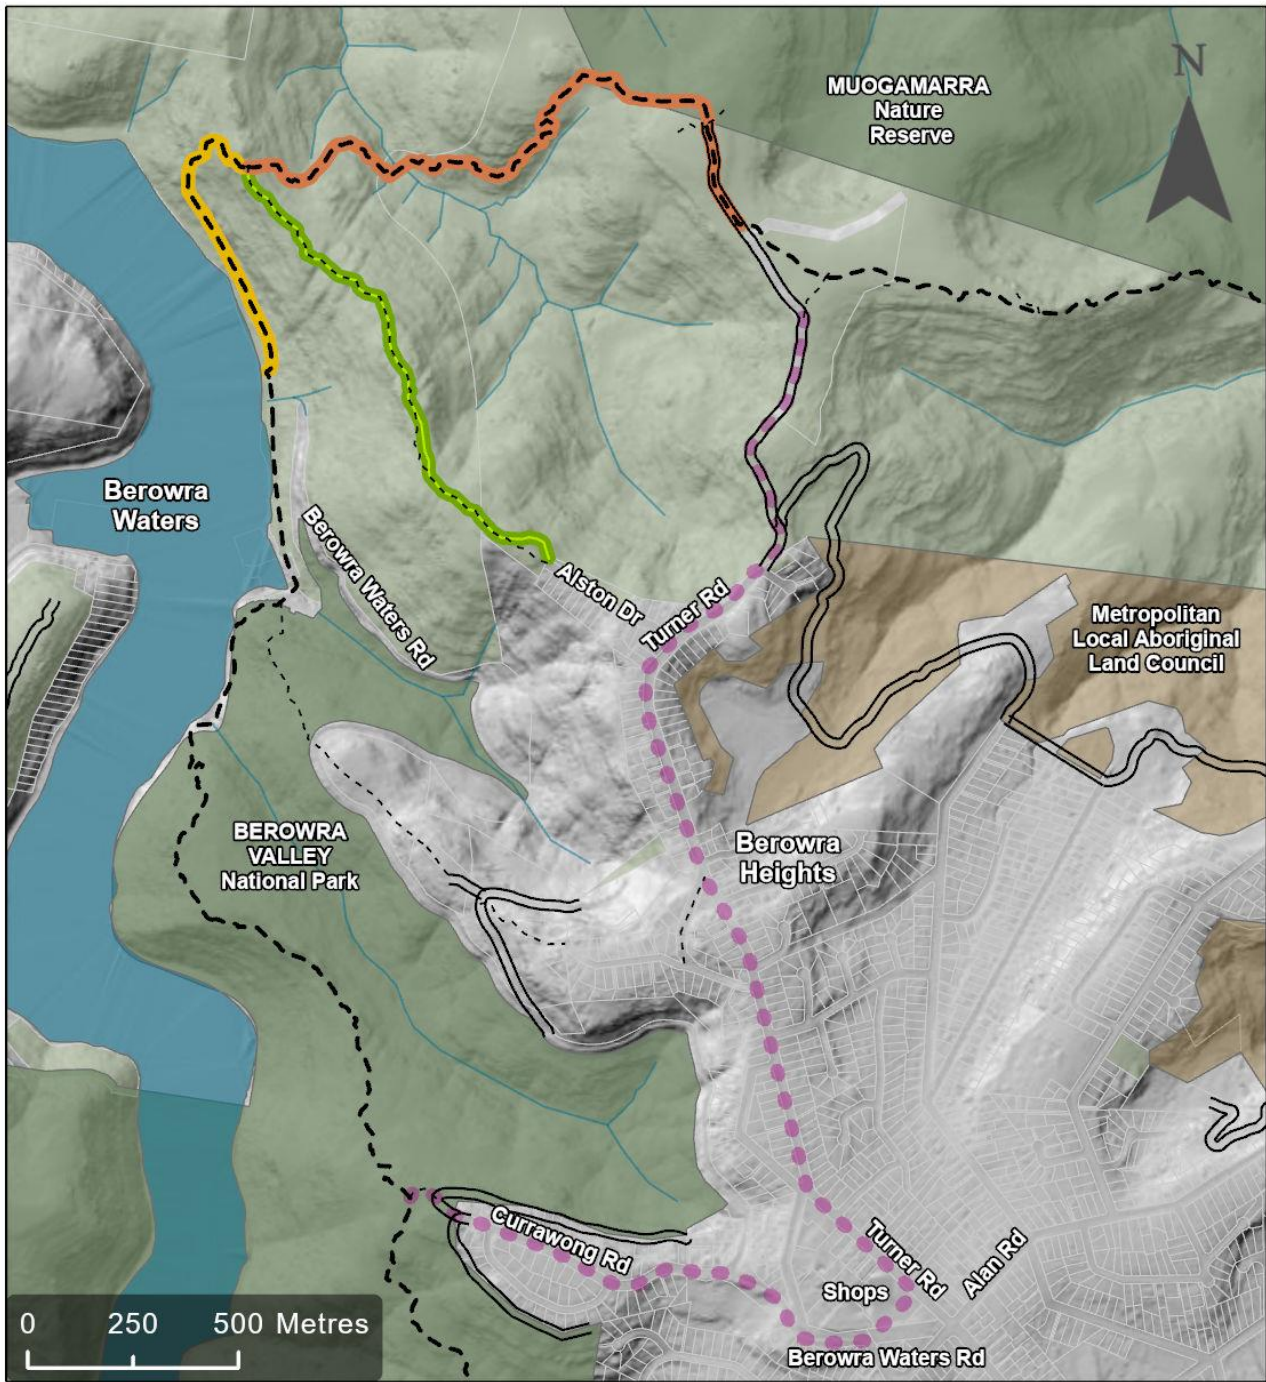 N
MUOGAMARRA
Nature
Reserve
Berowra
Waters
Berowra Waters Rd
Alston Dr
Turner Rd
Metropolitan
Local Aboriginal
Land Council
BEROWRA
VALLEY
National Park
Berowra
Heights
Currawong Rd
Turner Rd
Alan Rd
Shops
Berowra Waters Rd
0 250 500 Metres